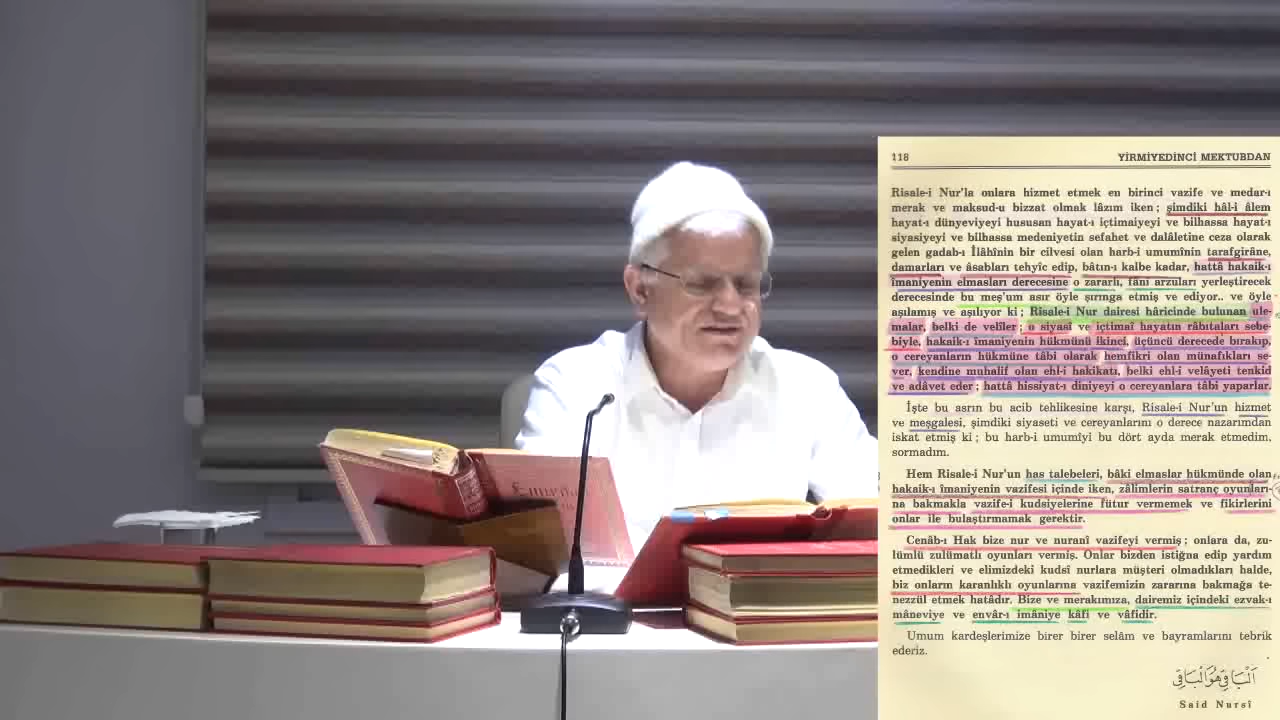 118
YİRMİYEDİNCİ MEKTUBDAN
Risale-i Nur'la onlara hizmet etmek en birinci vazife ve medar-ı
merak ve maksud-u bizzat olmak lâzım iken; şimdiki hâl-i âlem
hayat-ı dünyeviyeyi hususan hayat-ı içtimaiyeyi ve bilhassa hayat-ı
siyasiyeyi ve bilhassa medeniyetin sefahet ve dalâletine ceza olarak
gelen gadab-ı İlâhînin bir cilvesi olan harb-i umumînin tarafgirâne,
damarları ve âsabları tehyîc edip, bâtın-ı kalbe kadar, hattâ hakaik-ı
îmaniyenin elmasları derecesine o zararlı, fâni arzuları yerleştirecek
derecesinde bu meş'um asır öyle şırınga etmiş ve ediyor.. ve öyle
aşılamış ve aşılıyor ki; Risale-i Nur dairesi hâricinde bulunan ule-
malar, belki de velîler; o siyasî ve içtimaî hayatın râbıtaları sebe-
biyle, hakaik-ı îmaniyenin hükmünü ikinci, üçüncü derecede bırakıp,
o cereyanların hükmüne tâbi olarak hemfikri olan münafıkları se-
ver, kendine muhalif olan ehl-i hakikatı, belki ehl-i velâyeti tenkid
ve adâvet eder; hattâ hissiyat-ı diniyeyi o cereyanlara tâbi yaparlar.
İşte bu asrın bu acib tehlikesine karşı, Risale-i Nur'un hizmet
ve meşgalesi, şimdiki siyaseti ve cereyanlarını o derece nazarımdan
iskat etmiş ki; bu harb-i umumîyi bu dört ayda merak etmedim,
sormadım.
Hem Risale-i Nur'un has talebeleri, bâki elmaslar hükmünde olan
hakaik-ı îmaniyenin vazifesi içinde iken, zâlimlerin satranç oyunları-
na bakmakla vazife-i kudsiyelerine fütur vermemek ve fikirlerini
onlar ile bulaştırmamak gerektir.
Cenâb-ı Hak bize nur ve nuranî vazifeyi vermiş; onlara da, zu-
lümlü zulümatlı oyunları vermiş. Onlar bizden istiğna edip yardım
etmedikleri ve elimizdeki kudsî nurlara müşteri olmadıkları halde,
biz onların karanlıklı oyunlarına vazifemizin zararına bakmağa te-
nezzül etmek hatâdır. Bize ve merakımıza, dairemiz içindeki ezvak-ı
mâneviye ve envâr-ı imâniye kâfi ve vâfidir.
Umum kardeşlerimize birer birer selâm ve bayramlarını tebrik
ederiz.
اَلْبَاقِي هُوَ الْبَاقِي
Said Nursî